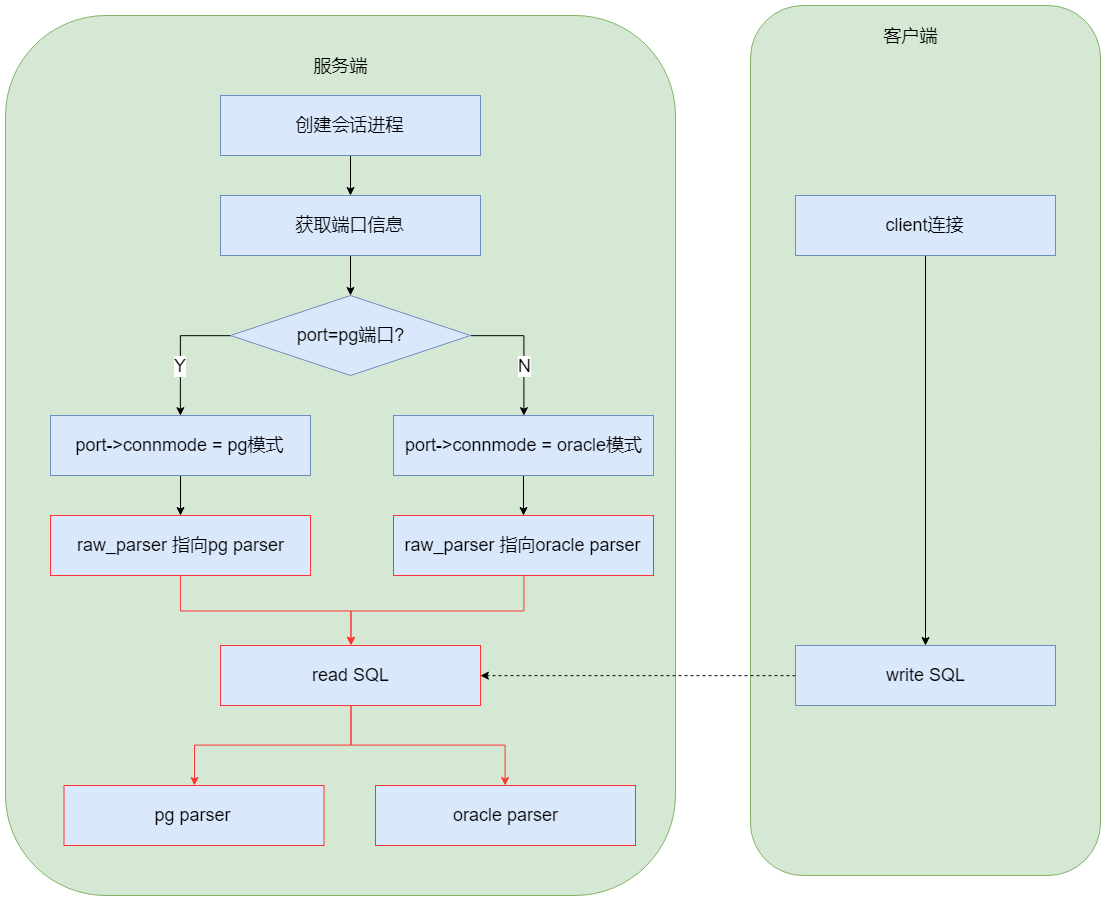 服务端
创建会话进程
获取端口信息
port=pg端口?
Y
N
port->connmode = pg模式
port->connmode = oracle模式
raw_parser 指向pg parser
raw_parser 指向oracle parser
read SQL
pg parser
oracle parser
客户端
client连接
write SQL